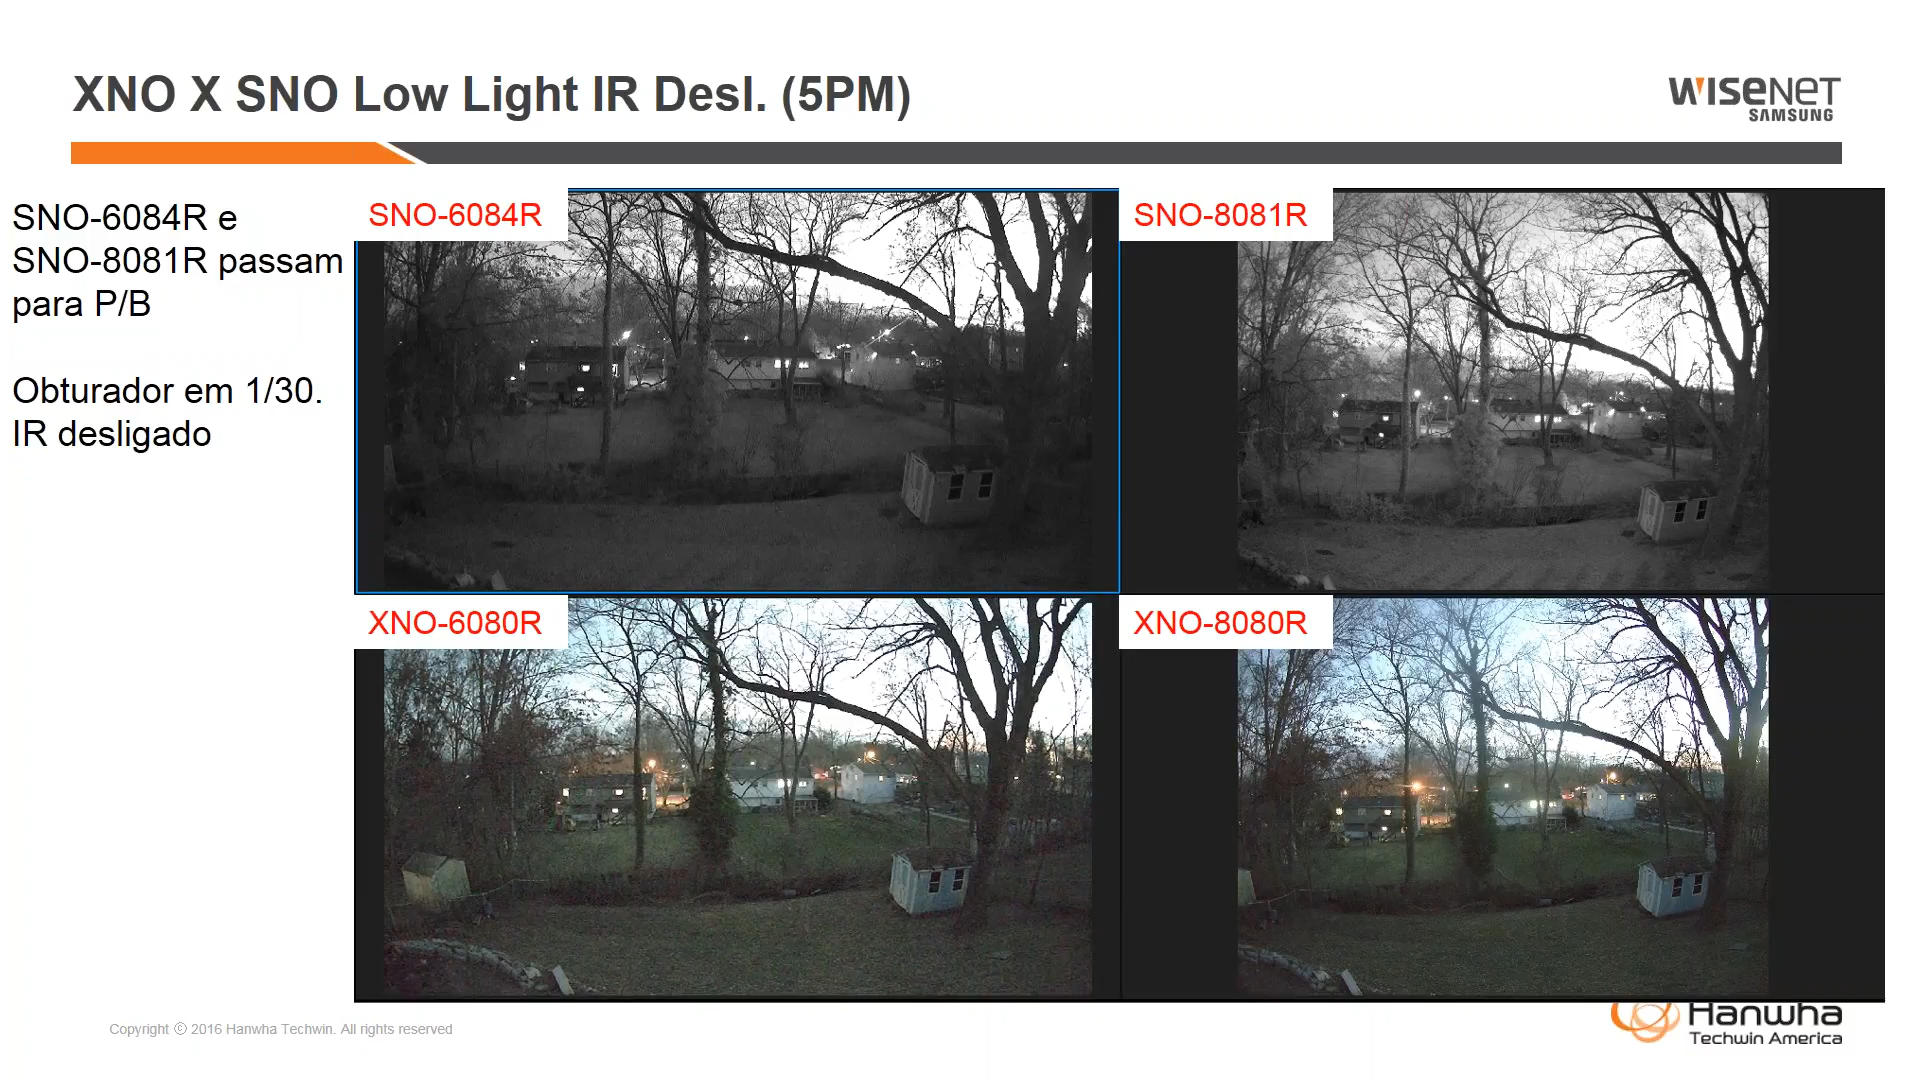 XNO X SNO Low Light IR Desl. (5PM)
WISENET
SAMSUNG
SNO-6084R e
SNO-8081R passam
para P/B
Obturador em 1/30.
IR desligado
SNO-6084R
SNO-8081R
XNO-6080R
XNO-8080R
Copyright © 2016 Hanwha Techwin. All rights reserved
Hanwha
Techwin America